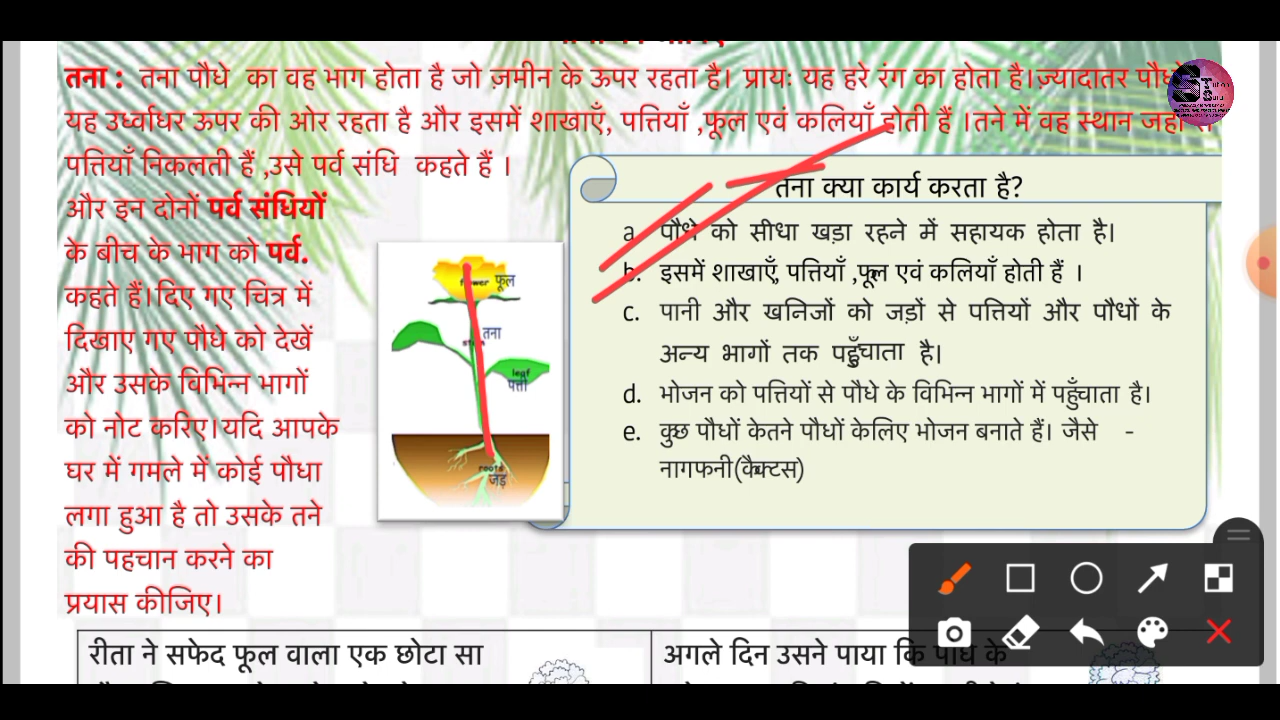 तना : तना पौधे का वह भाग होता है जो ज़मीन के ऊपर रहता है। प्रायः यह हरे रंग का होता है।ज़्यादातर
यह उर्ध्वाधर ऊपर की ओर रहता है और इसमें शाखाएँ, पत्तियाँ ,फूल एवं कलियाँ होती हैं ।तने में वह स्थान
पत्तियाँ निकलती हैं ,उसे पर्व संधि कहते हैं ।
और इन दोनों पर्व संधियों
के बीच के भाग को पर्व.
कहते हैं।दिए गए चित्र में
दिखाए गए पौधे को देखें
और उसके विभिन्न भागों
को नोट करिए।यदि आपके
घर में गमले में कोई पौधा
लगा हुआ है तो उसके तने
की पहचान करने का
प्रयास कीजिए।
flower फूल
तना
leaf
पत्ती
roots
जड़
तना क्या कार्य करता है?
a. पौधे को सीधा खड़ा रहने में सहायक होता है।
b. इसमें शाखाएँ, पत्तियाँ ,फूल एवं कलियाँ होती हैं ।
c. पानी और खनिजों को जड़ों से पत्तियों और पौधों के
अन्य भागों तक पहुँचाता है।
d. भोजन को पत्तियों से पौधे के विभिन्न भागों में पहुँचाता है।
e. कुछ पौधों केतने पौधों केलिए भोजन बनाते हैं। जैसे -
नागफनी(कैक्टस)
रीता ने सफेद फूल वाला एक छोटा सा
अगले दिन उसने पाया कि पौधे के